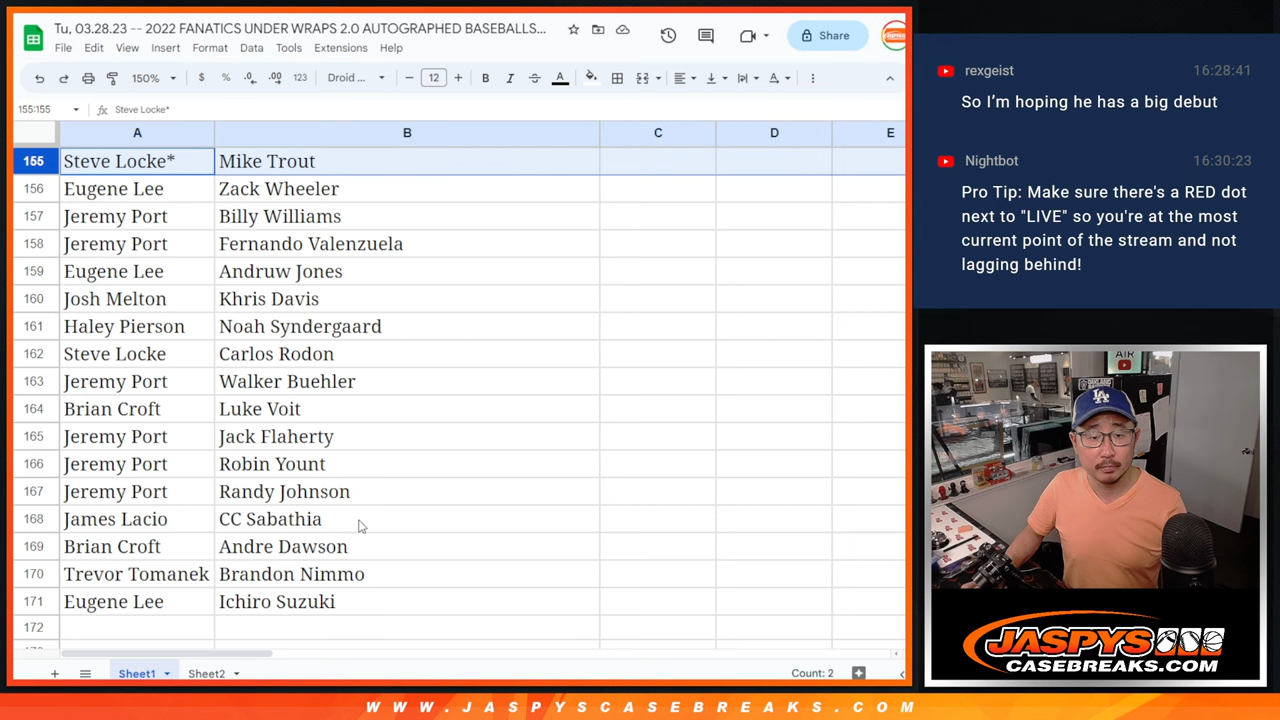 Tu, 03.28.23 -- 2022 FANATICS UNDER WRAPS 2.0 AUTOGRAPHED BASEBALLS...
File Edit View Insert Format Data Tools Extensions Help
Share
150% $ % .0 .00 123 Droid ... 12 B I A
155:155 fx Steve Locke*
A B C D E
155 Steve Locke* Mike Trout
156 Eugene Lee Zack Wheeler
157 Jeremy Port Billy Williams
158 Jeremy Port Fernando Valenzuela
159 Eugene Lee Andruw Jones
160 Josh Melton Khris Davis
161 Haley Pierson Noah Syndergaard
162 Steve Locke Carlos Rodon
163 Jeremy Port Walker Buehler
164 Brian Croft Luke Voit
165 Jeremy Port Jack Flaherty
166 Jeremy Port Robin Yount
167 Jeremy Port Randy Johnson
168 James Lacio CC Sabathia
169 Brian Croft Andre Dawson
170 Trevor Tomanek Brandon Nimmo
171 Eugene Lee Ichiro Suzuki
172
Sheet1 Sheet2 Count: 2
rexgeist 16:28:41
So I'm hoping he has a big debut
Nightbot 16:30:23
Pro Tip: Make sure there's a RED dot
next to "LIVE" so you're at the most
current point of the stream and not
lagging behind!
AIR
LA
JASPYS
CASEBREAKS.COM
WWW.JASPYSCASEBREAKS.COM